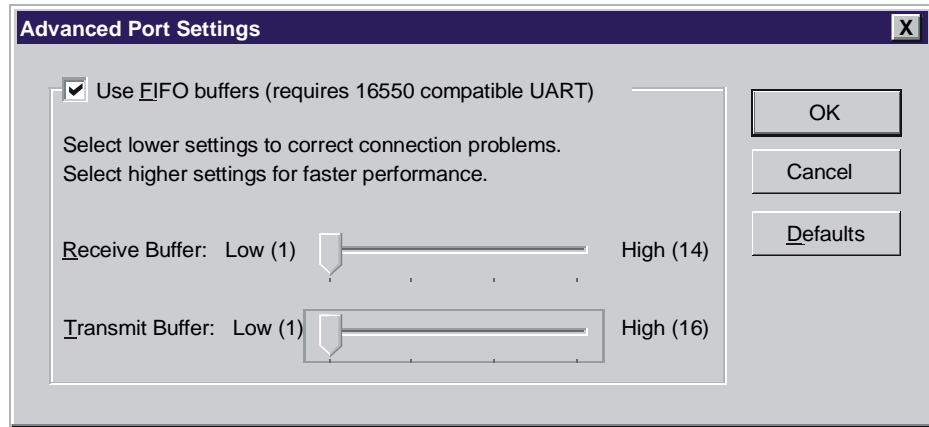 Advanced Port Settings X
Use FIFO buffers (requires 16550 compatible UART)
Select lower settings to correct connection problems.
Select higher settings for faster performance.
Receive Buffer: Low (1) High (14)
Transmit Buffer: Low (1) High (16)
OK
Cancel
Defaults